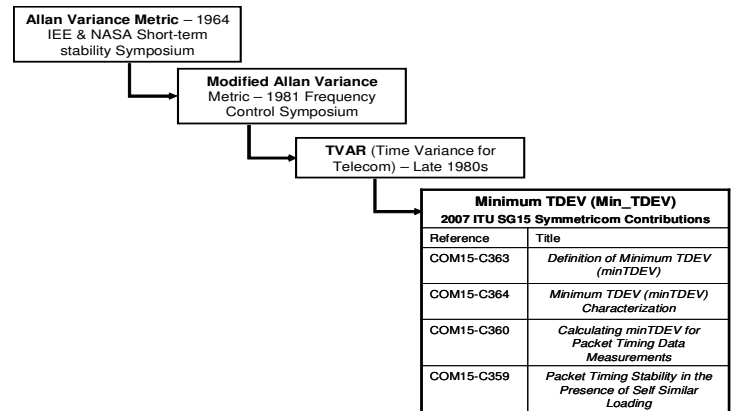 Allan Variance Metric – 1964
IEE & NASA Short-term
stability Symposium
Modified Allan Variance
Metric – 1981 Frequency
Control Symposium
TVAR (Time Variance for
Telecom) – Late 1980s
Minimum TDEV (Min_TDEV)
2007 ITU SG15 Symmetricom Contributions
Reference Title
COM15-C363 Definition of Minimum TDEV
(minTDEV)
COM15-C364 Minimum TDEV (minTDEV)
Characterization
COM15-C360 Calculating minTDEV for
Packet Timing Data
Measurements
COM15-C359 Packet Timing Stability in the
Presence of Self Similar
Loading